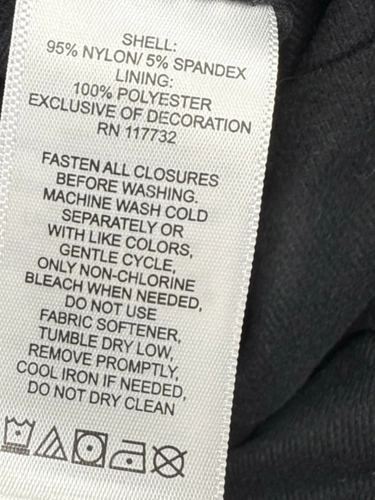 SHELL:
95% NYLON/ 5% SPANDEX
LINING:
100% POLYESTER
EXCLUSIVE OF DECORATION
RN 117732
FASTEN ALL CLOSURES
BEFORE WASHING.
MACHINE WASH COLD
SEPARATELY OR
WITH LIKE COLORS,
GENTLE CYCLE,
ONLY NON-CHLORINE
BLEACH WHEN NEEDED,
DO NOT USE
FABRIC SOFTENER,
TUMBLE DRY LOW,
REMOVE PROMPTLY,
COOL IRON IF NEEDED,
DO NOT DRY CLEAN